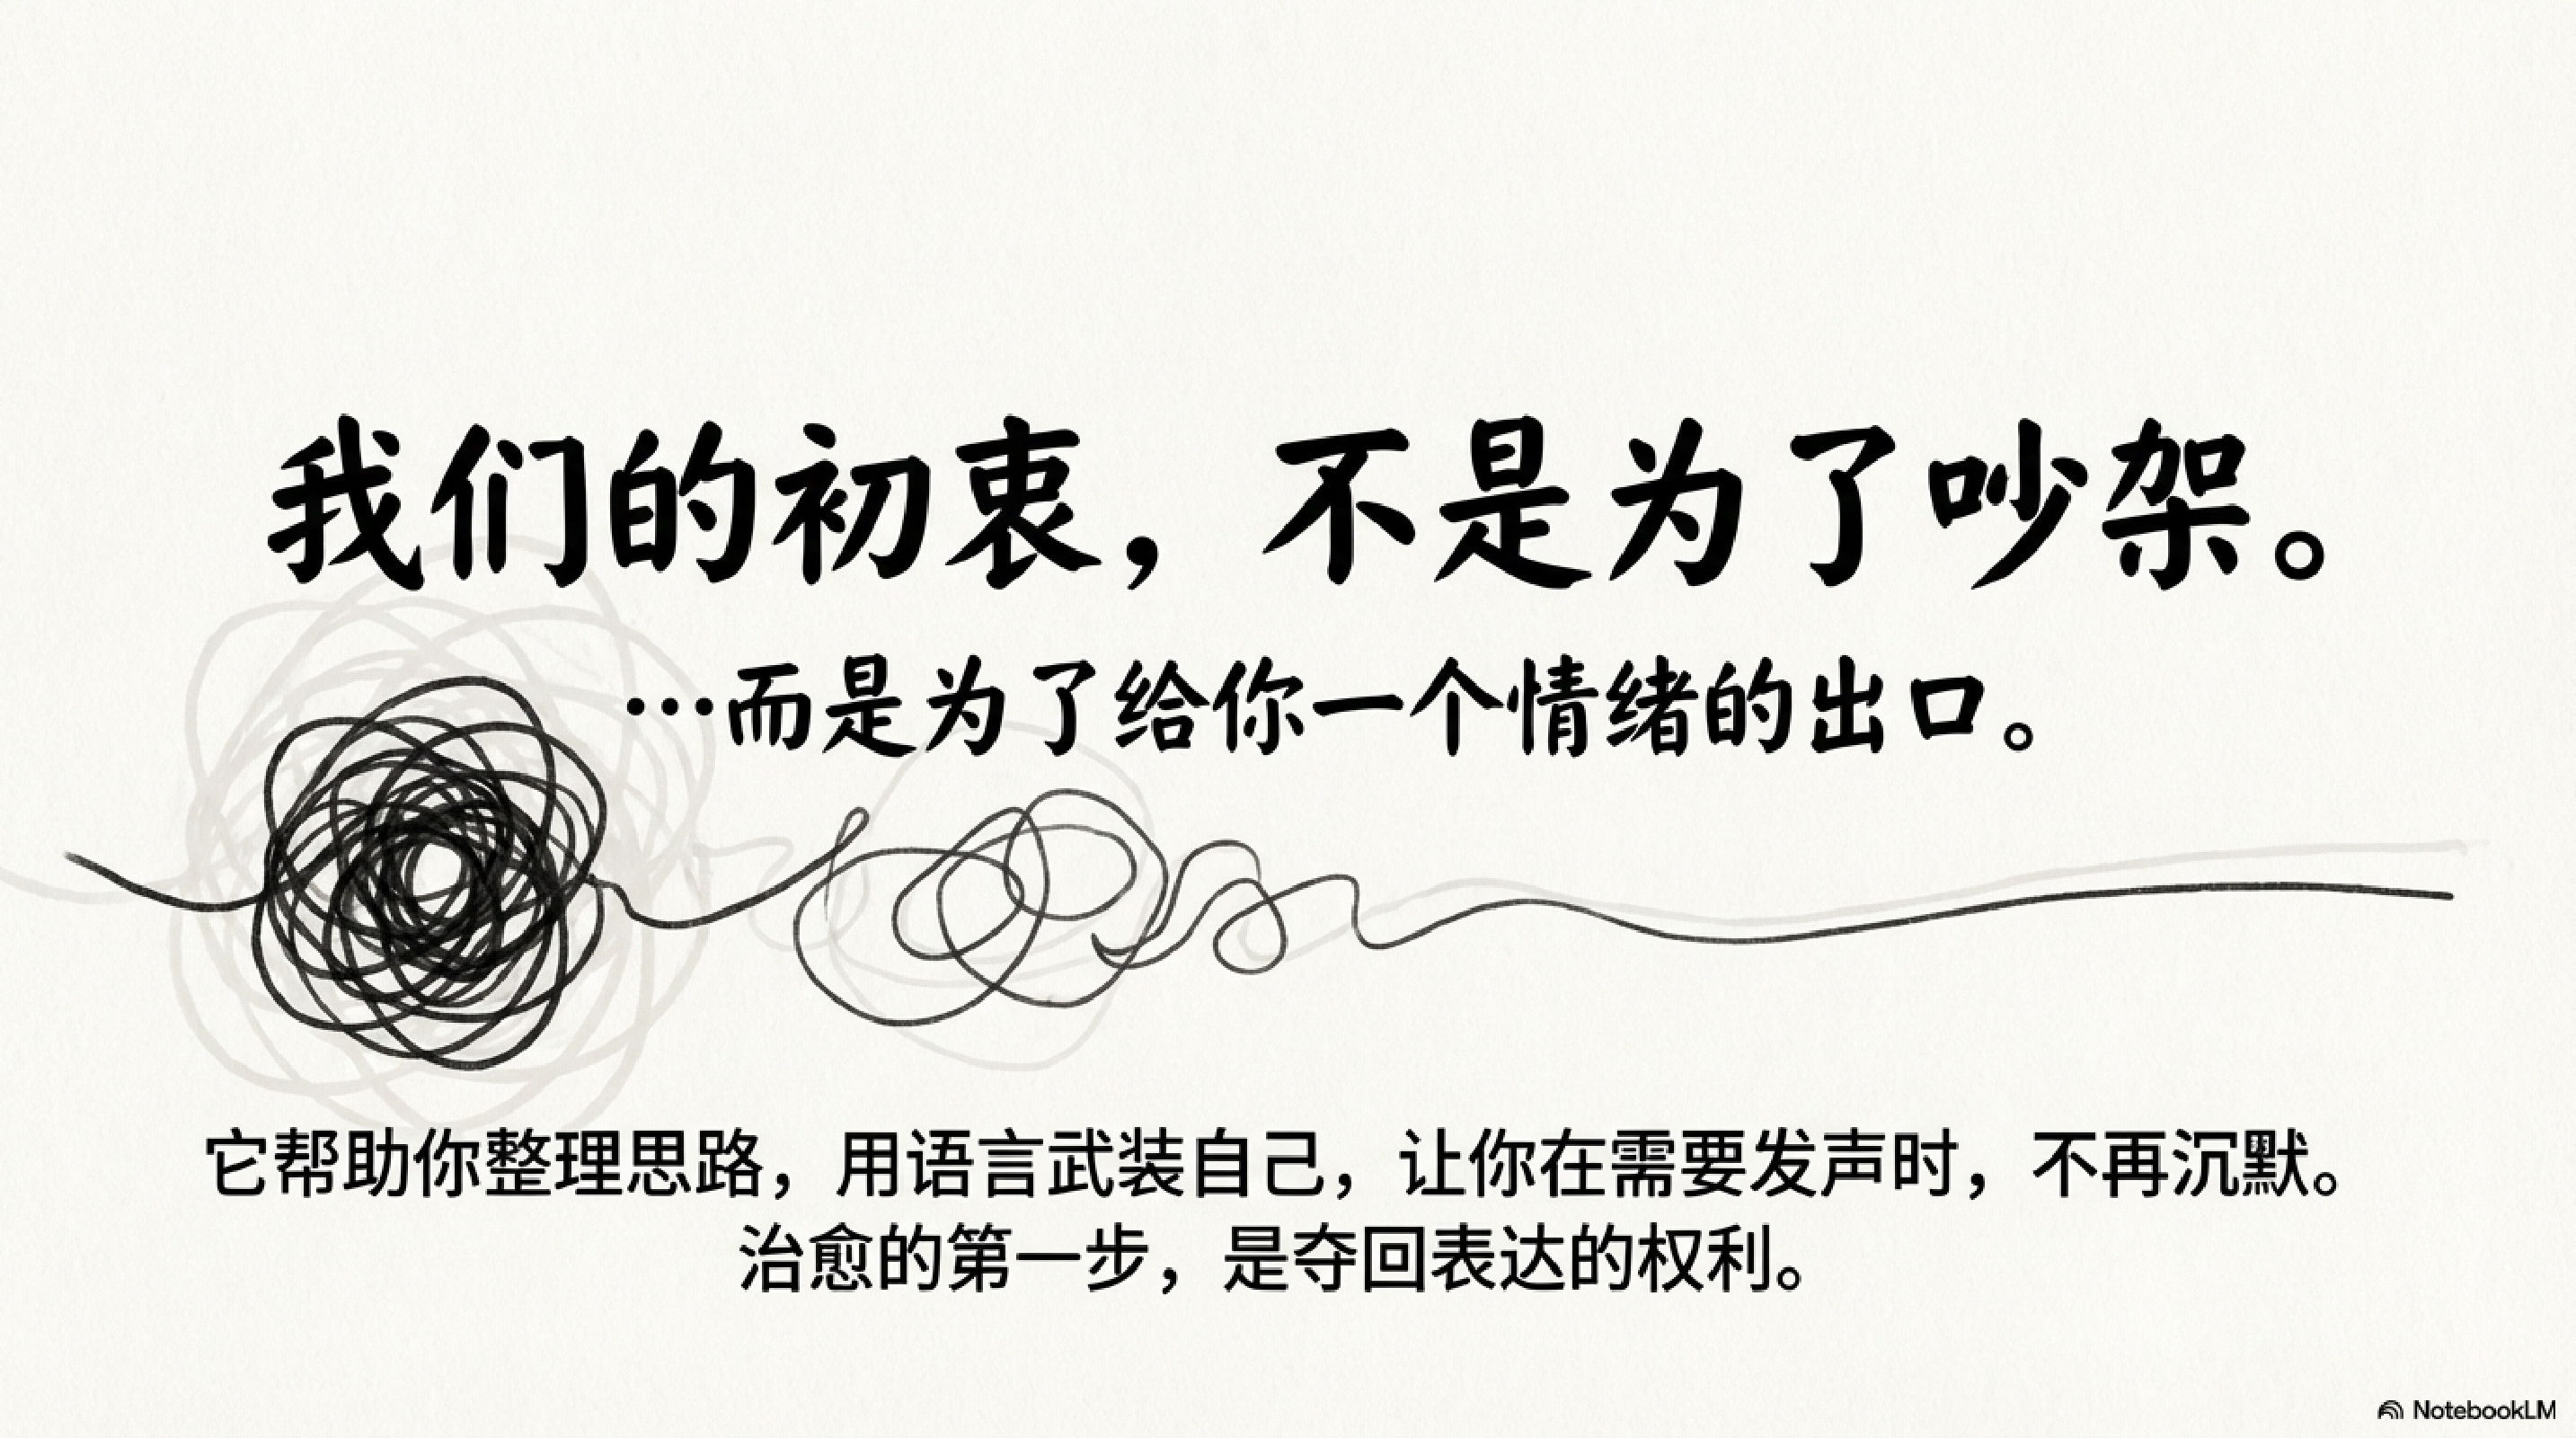 我们的初衷，不是为了吵架。
…而是为了给你一个情绪的出口。
它帮助你整理思路，用语言武装自己，让你在需要发声时，不再沉默。
治愈的第一步，是夺回表达的权利。
NotebookLM